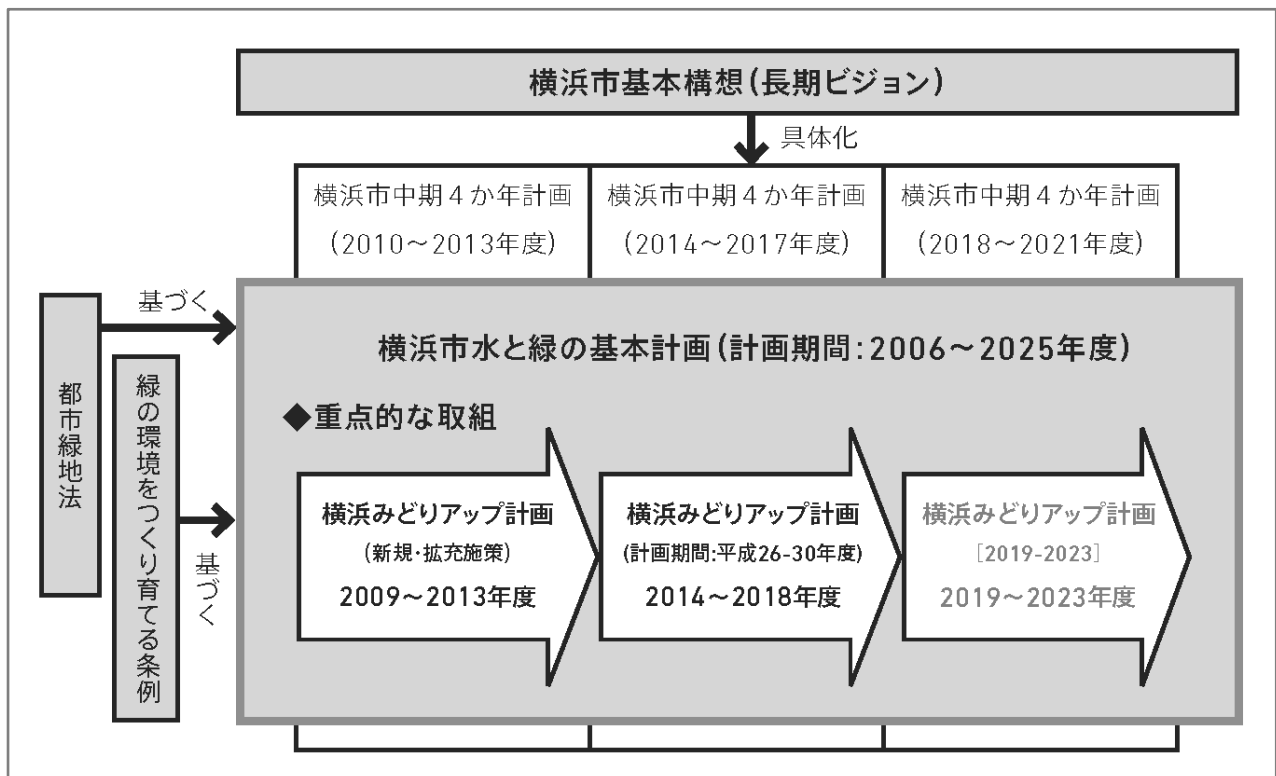 横浜市基本構想(長期ビジョン)
具体化
横浜市中期4か年計画
(2010～2013年度)
横浜市中期4か年計画
(2014～2017年度)
横浜市中期4か年計画
(2018～2021年度)
都市緑地法
基づく
緑の環境をつくり育てる条例
基づく
横浜市水と緑の基本計画(計画期間:2006～2025年度)
◆重点的な取組
横浜みどりアップ計画
(新規・拡充施策)
2009～2013年度
横浜みどりアップ計画
(計画期間:平成26-30年度)
2014～2018年度
横浜みどりアップ計画
[2019-2023]
2019～2023年度